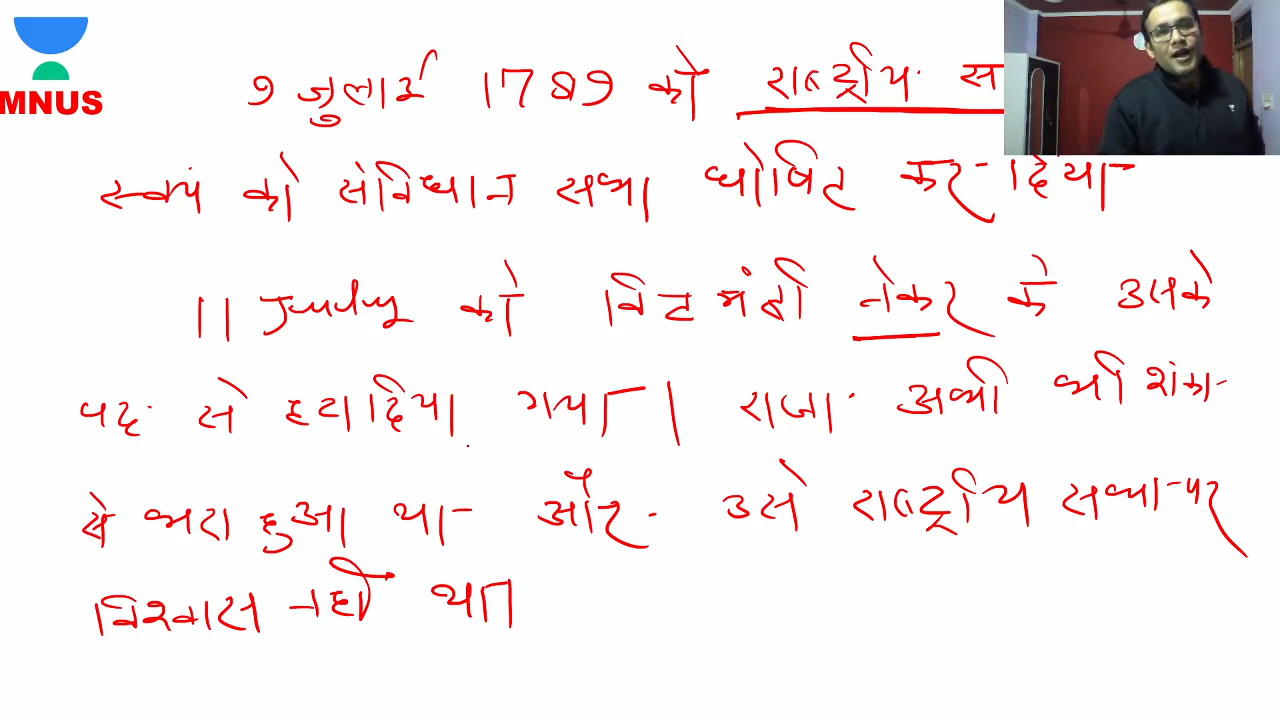 MNUS
9 जुलाई 1789 को राष्ट्रीय स
स्वयं को संविधान सभा घोषित कर दिया
11 July को वित मंत्री नेकर के उसके
पद से हटा दिया गया। राजा अभी भी शंका
से भरा हुआ था और उसे राष्ट्रीय सभा पर
विश्वास नहीं था